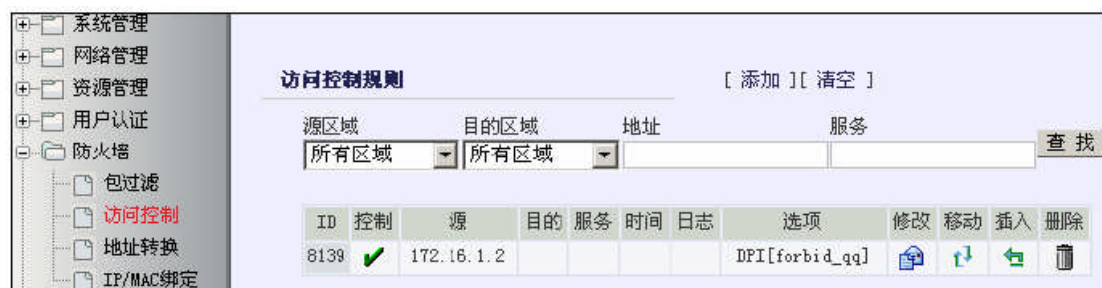 系统管理
网络管理
资源管理
用户认证
防火墙
包过滤
访问控制
地址转换
IP/MAC绑定
访问控制规则 [ 添加 ][ 清空 ]
源区域 目的区域 地址 服务
所有区域 所有区域 查 找
ID 控制 源 目的 服务 时间 日志 选项 修改 移动 插入 删除
8139 172.16.1.2 DPI[forbid_qq]